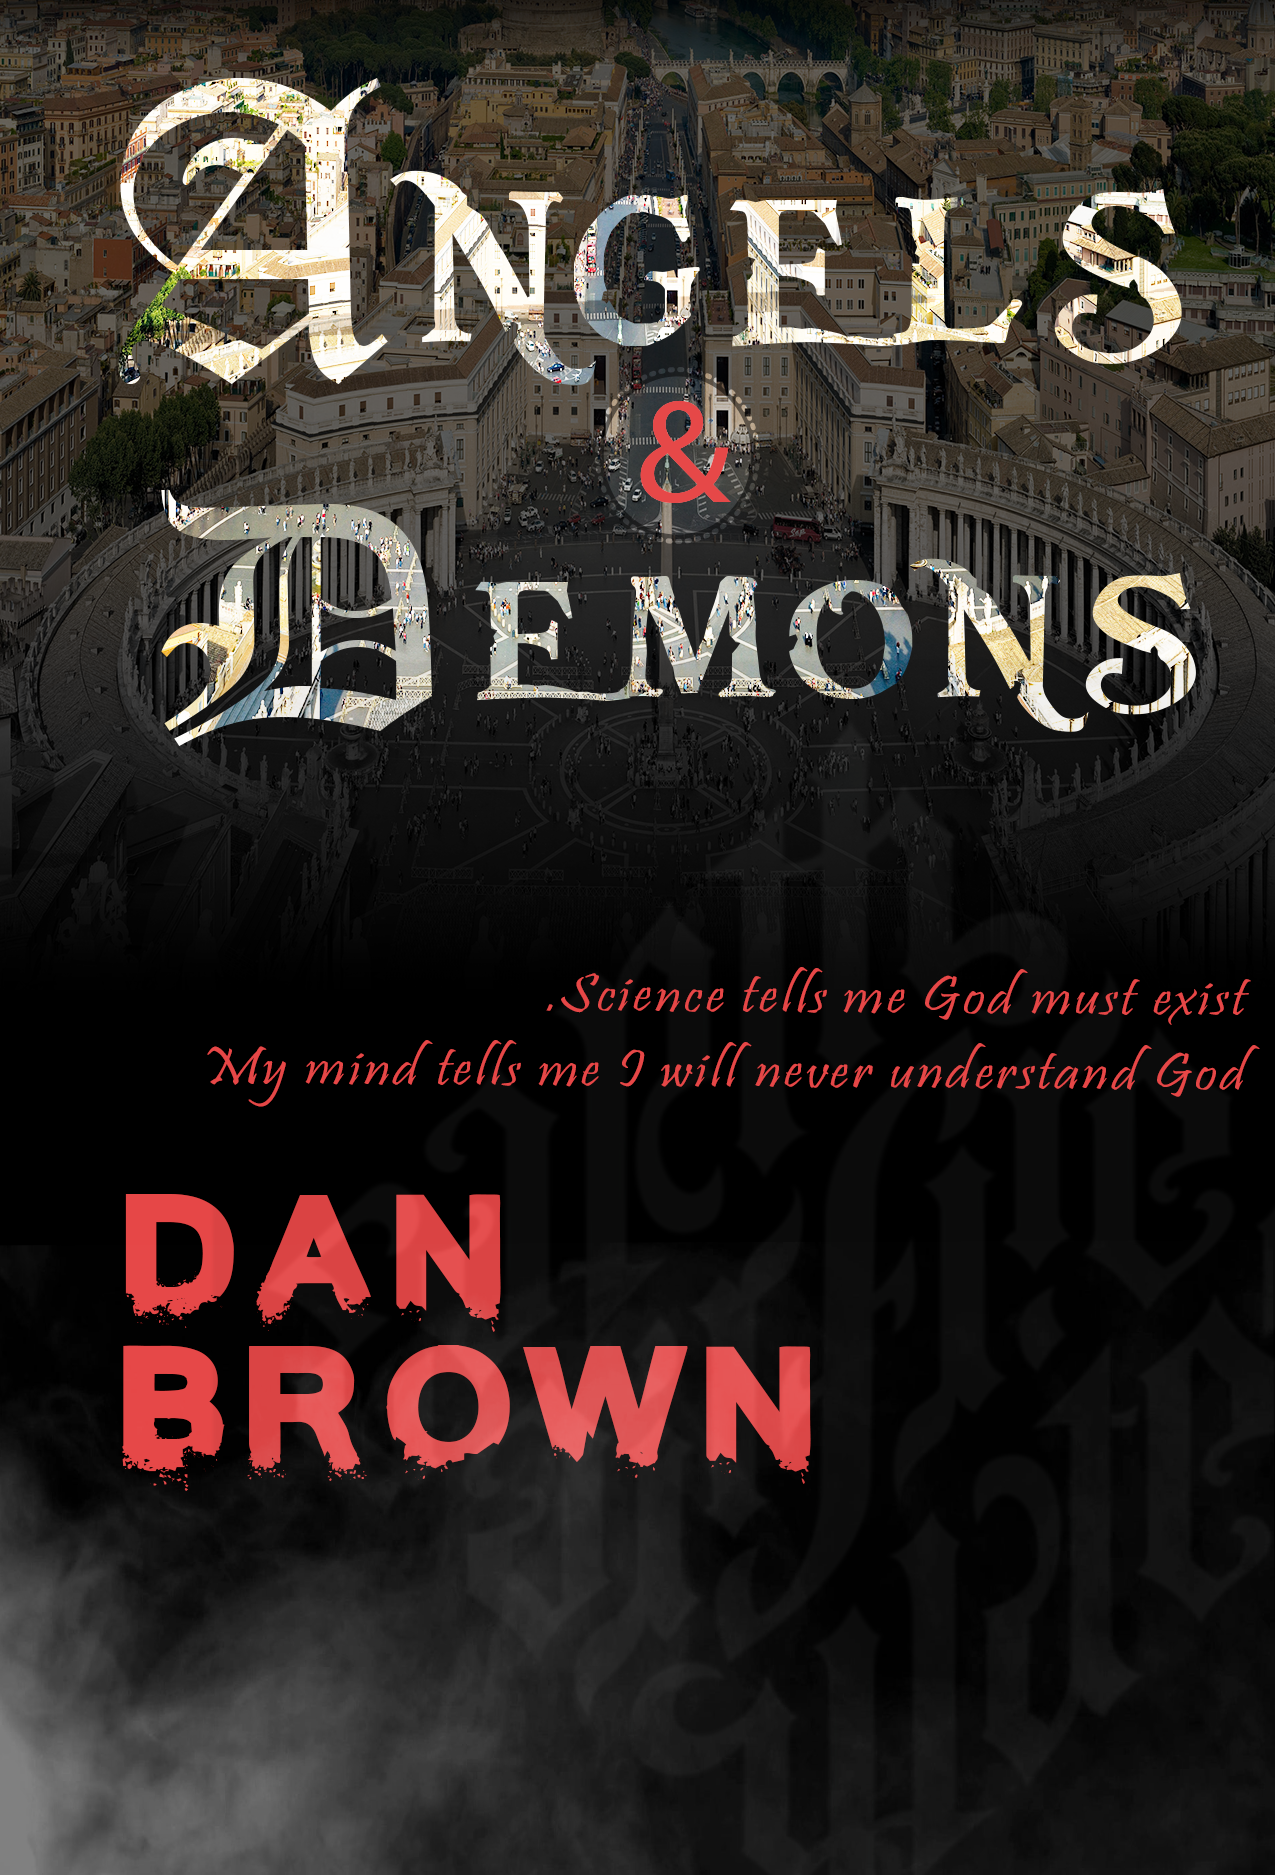 ANGELS
&
DEMONS
.Science tells me God must exist
My mind tells me I will never understand God
DAN
BROWN